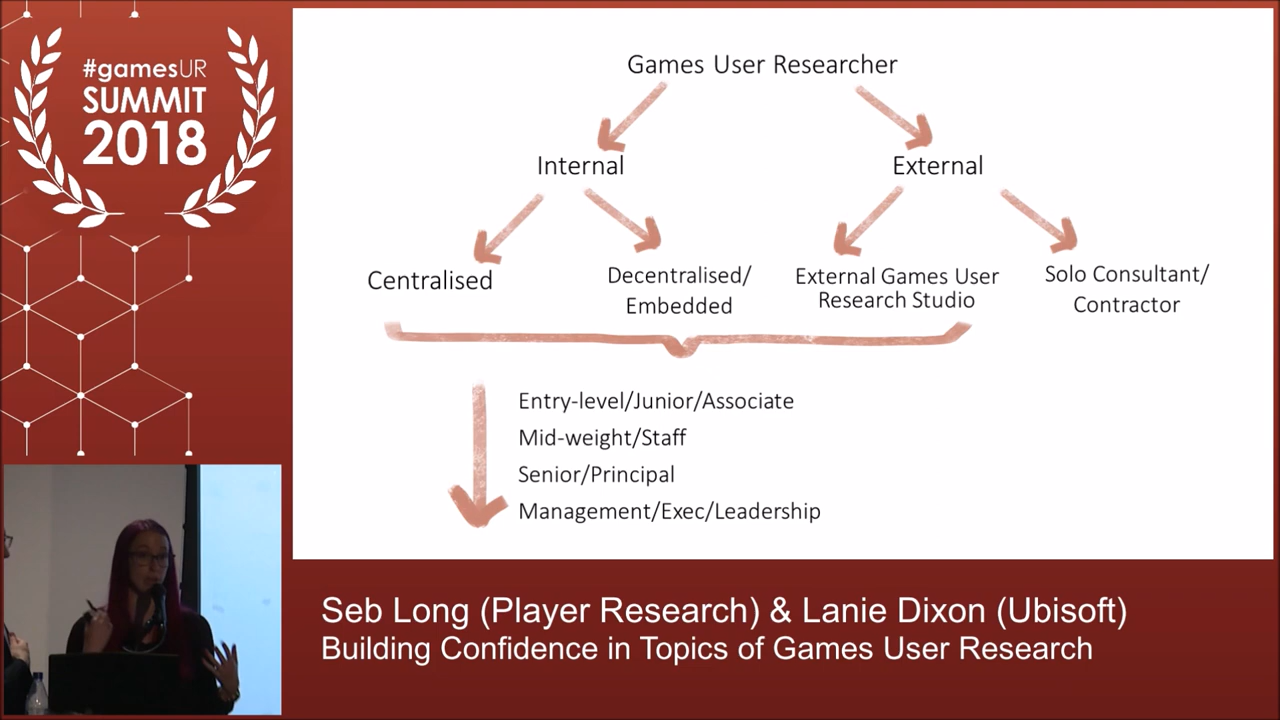 #gamesUR
SUMMIT
2018
Games User Researcher
Internal
External
Centralised
Decentralised/
Embedded
External Games User
Research Studio
Solo Consultant/
Contractor
Entry-level/Junior/Associate
Mid-weight/Staff
Senior/Principal
Management/Exec/Leadership
Seb Long (Player Research) & Lanie Dixon (Ubisoft)
Building Confidence in Topics of Games User Research